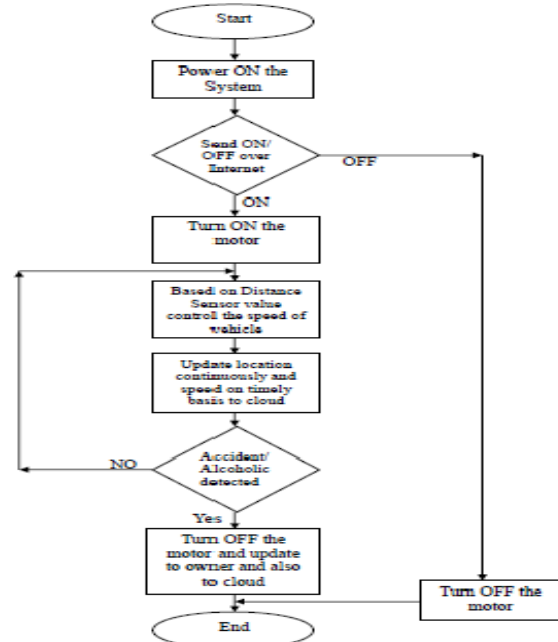 Start
Power ON the
System
Send ON/
OFF over
Internet
OFF
ON
Turn ON the
motor
Based on Distance
Sensor value
control the speed of
vehicle
Update location
continuously and
speed on timely
basis to cloud
Accident/
Alcoholic
detected
NO
Yes
Turn OFF the
motor and update
to owner and also
to cloud
Turn OFF the
motor
End